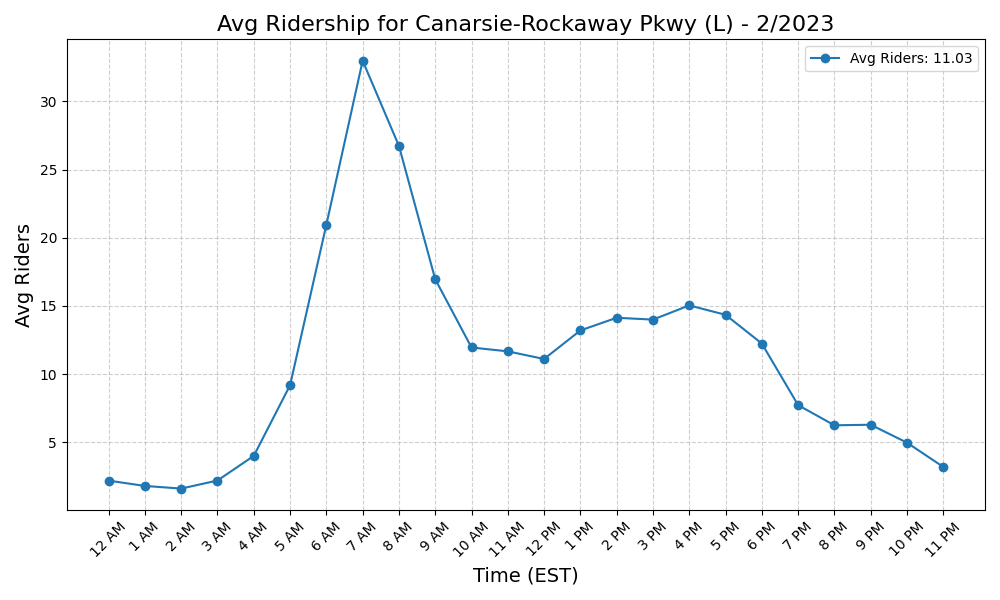 Avg Ridership for Canarsie-Rockaway Pkwy (L) - 2/2023
Avg Riders: 11.03
Avg Riders
30
25
20
15
10
5
12 AM 1 AM 2 AM 3 AM 4 AM 5 AM 6 AM 7 AM 8 AM 9 AM 10 AM 11 AM 12 PM 1 PM 2 PM 3 PM 4 PM 5 PM 6 PM 7 PM 8 PM 9 PM 10 PM 11 PM
Time (EST)